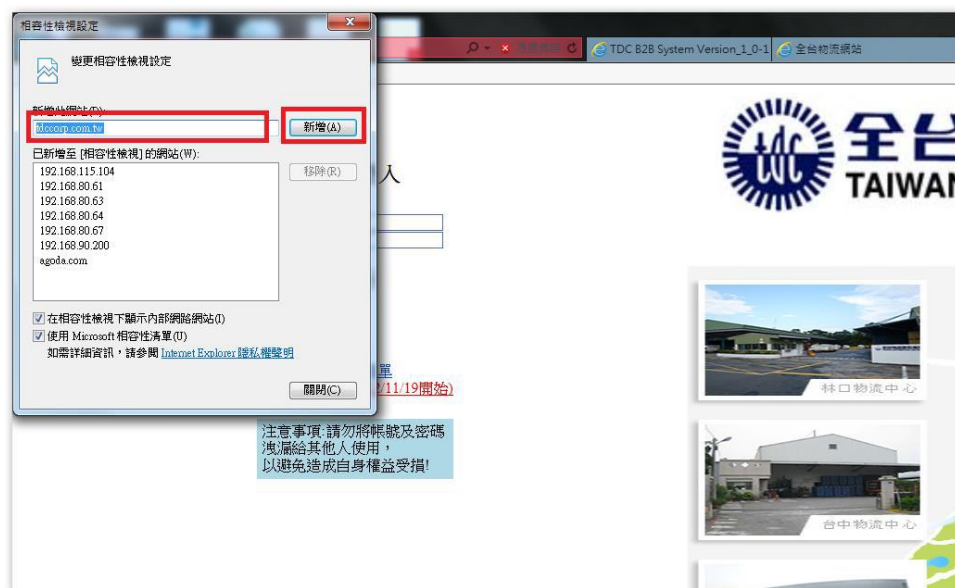 相容性檢視設定
TDC B2B System Version_1_0-1
全台物流網站
變更相容性檢視設定
新增此網站(D):
tdccorp.com.tw
新增(A)
已新增至 [相容性檢視] 的網站(W):
移除(R)
192.168.115.104
192.168.80.61
192.168.80.63
192.168.80.64
192.168.80.67
192.168.90.200
agoda.com
人
tdc
全台
TAIWAN
在相容性檢視下顯示內部網路網站(I)
使用 Microsoft 相容性清單(U)
如需詳細資訊，請參閱 Internet Explorer 隱私權聲明
關閉(C)
單
2/11/19開始)
林口物流中心
注意事項:請勿將帳號及密碼
洩漏給其他人使用，
以避免造成自身權益受損!
台中物流中心